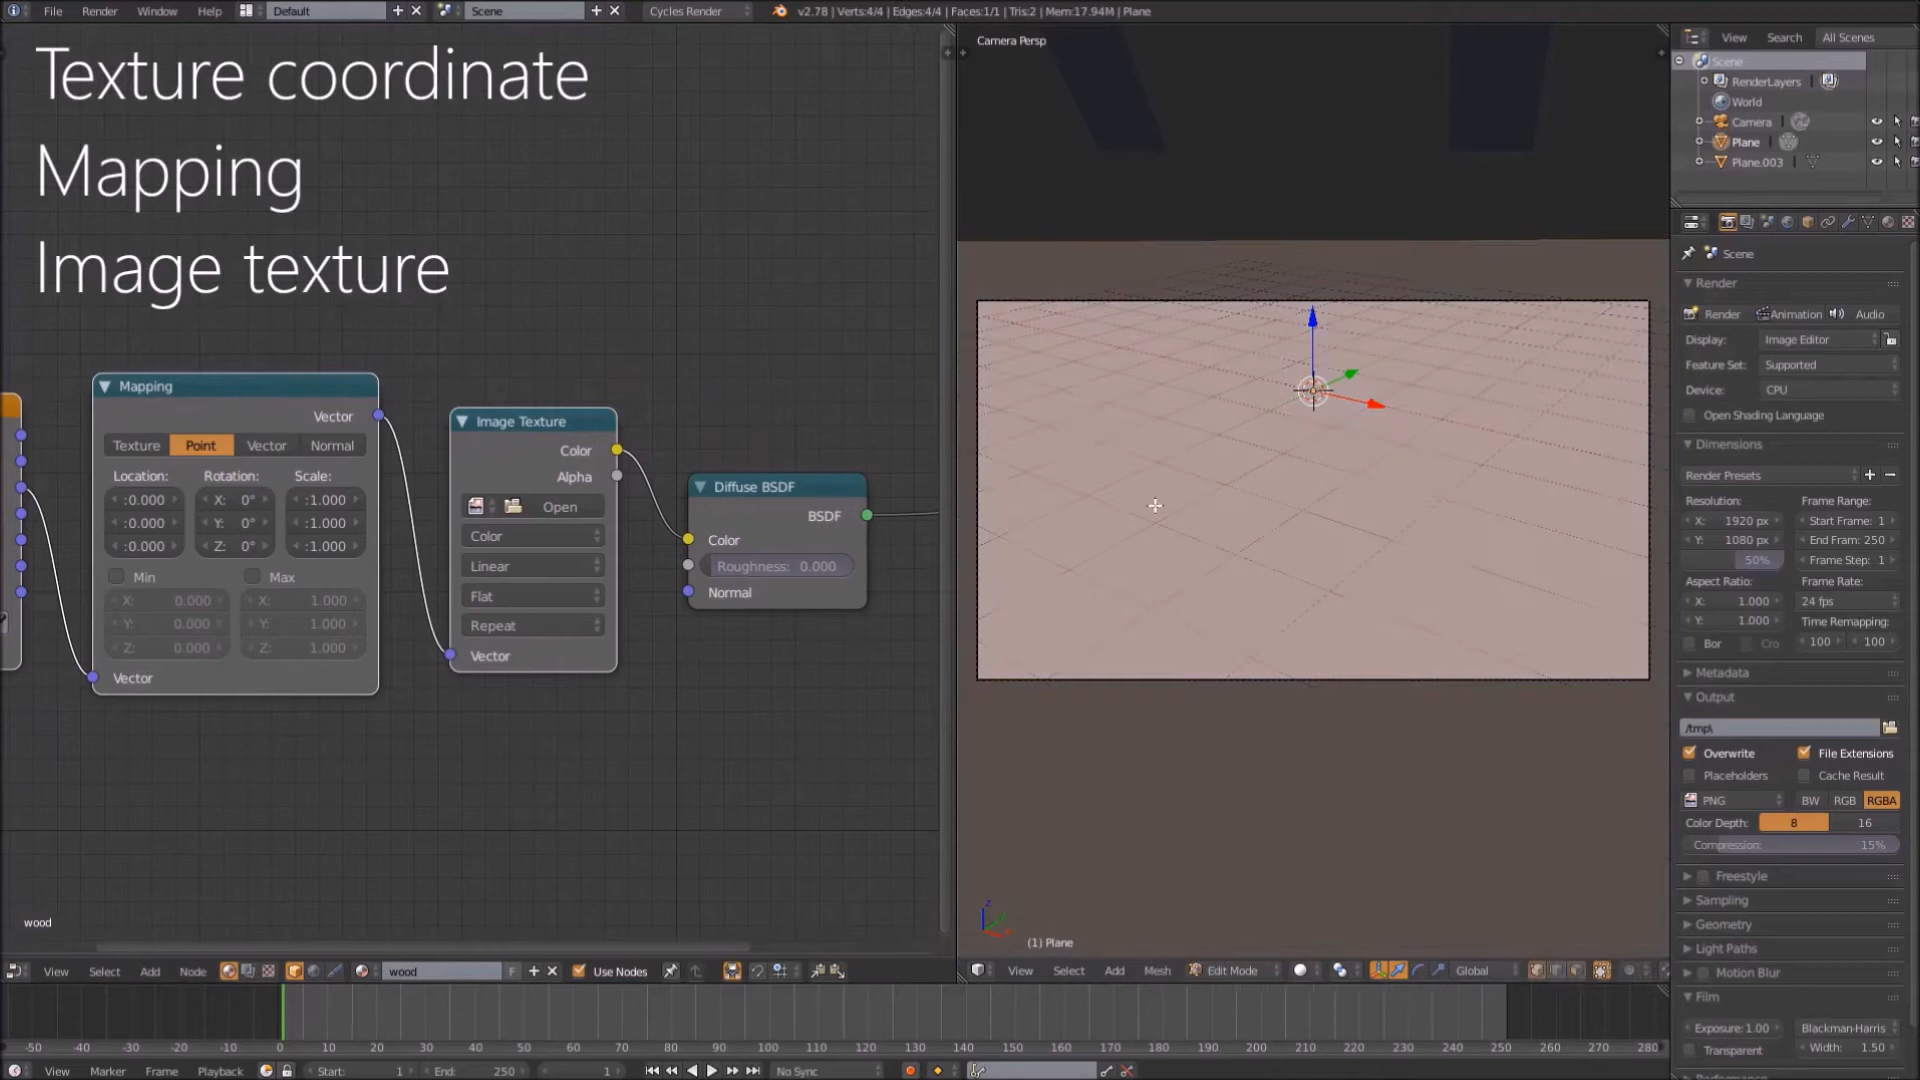 File Render Window Help Default Scene Cycles Render v2.78 | Verts:4/4 | Edges:4/4 | Faces:1/1 | Tris:2 | Mem:17.94M | Plane
Texture coordinate
Mapping
Image texture
Mapping
Vector
Texture Point Vector Normal
Location: Rotation: Scale:
:0.000 X: 0° :1.000
:0.000 Y: 0° :1.000
:0.000 Z: 0° :1.000
Min Max
X: 0.000 X: 1.000
Y: 0.000 Y: 1.000
Z: 0.000 Z: 1.000
Vector
Image Texture
Color
Alpha
Open
Color
Linear
Flat
Repeat
Vector
Diffuse BSDF
BSDF
Color
Roughness: 0.000
Normal
wood
View Select Add Node wood F Use Nodes
Camera Persp
(1) Plane
View Select Add Mesh Edit Mode Global
View Search All Scenes
Scene
RenderLayers
World
Camera
Plane
Plane.003
Scene
Render
Render Animation Audio
Display: Image Editor
Feature Set: Supported
Device: CPU
Open Shading Language
Dimensions
Render Presets
Resolution: Frame Range:
X: 1920 px Start Frame: 1
Y: 1080 px End Fram: 250
50% Frame Step: 1
Aspect Ratio: Frame Rate:
X: 1.000 24 fps
Y: 1.000 Time Remapping:
Bor Cro 100 100
Metadata
Output
/tmp\
Overwrite File Extensions
Placeholders Cache Result
PNG BW RGB RGBA
Color Depth: 8 16
Compression: 15%
Freestyle
Sampling
Geometry
Light Paths
Motion Blur
Film
Exposure: 1.00 Blackman-Harris
Transparent Width: 1.50
-50 -40 -30 -20 -10 0 10 20 30 40 50 60 70 80 90 100 110 120 130 140 150 160 170 180 190 200 210 220 230 240 250 260 270 280
View Marker Frame Playback Start: 1 End: 250 1 No Sync